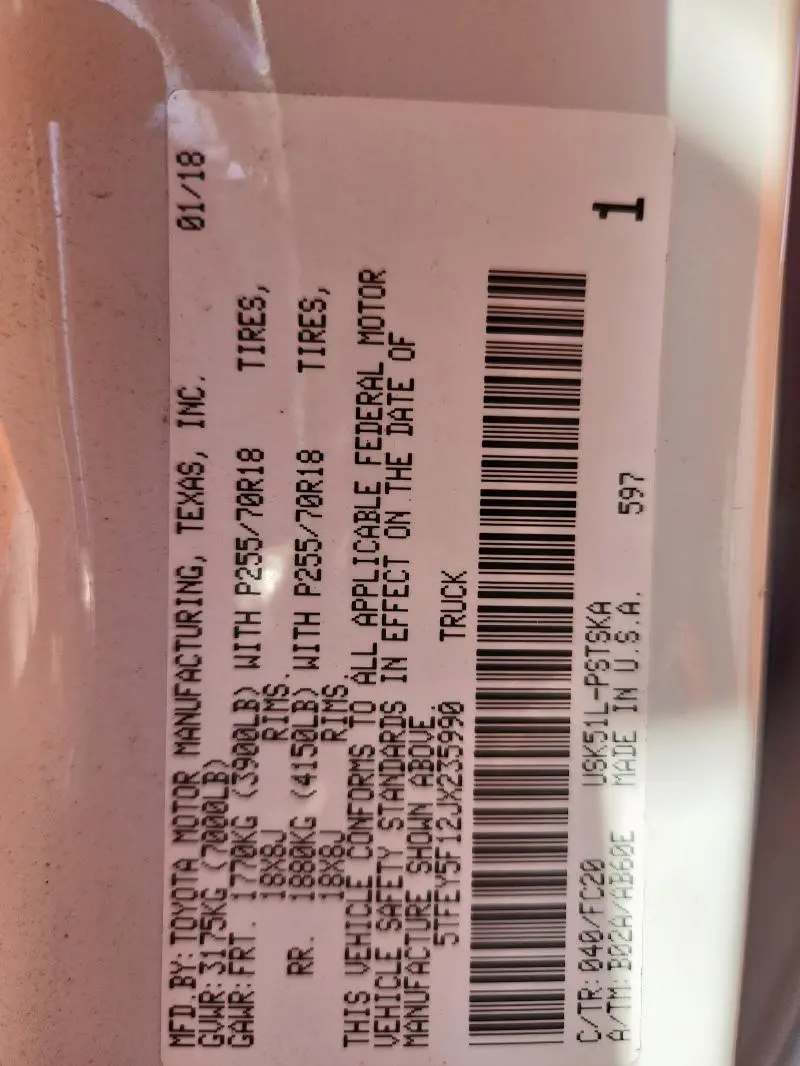 MFD.BY: TOYOTA MOTOR MANUFACTURING, TEXAS, INC. 01/18
GVWR: 3175KG (7000LB)
GAWR: FRT. 1770KG (3900LB) WITH P255/70R18 TIRES,
18X8J RIMS.
RR. 1880KG (4150LB) WITH P255/70R18 TIRES,
18X8J RIMS.
THIS VEHICLE CONFORMS TO ALL APPLICABLE FEDERAL MOTOR
VEHICLE SAFETY STANDARDS IN EFFECT ON THE DATE OF
MANUFACTURE SHOWN ABOVE.
5TFEY5F12JX235990 TRUCK
C/TR: 040/FC20 USK51L-PSTSKA
A/TM: B02A/AB60E MADE IN U.S.A. 597 1